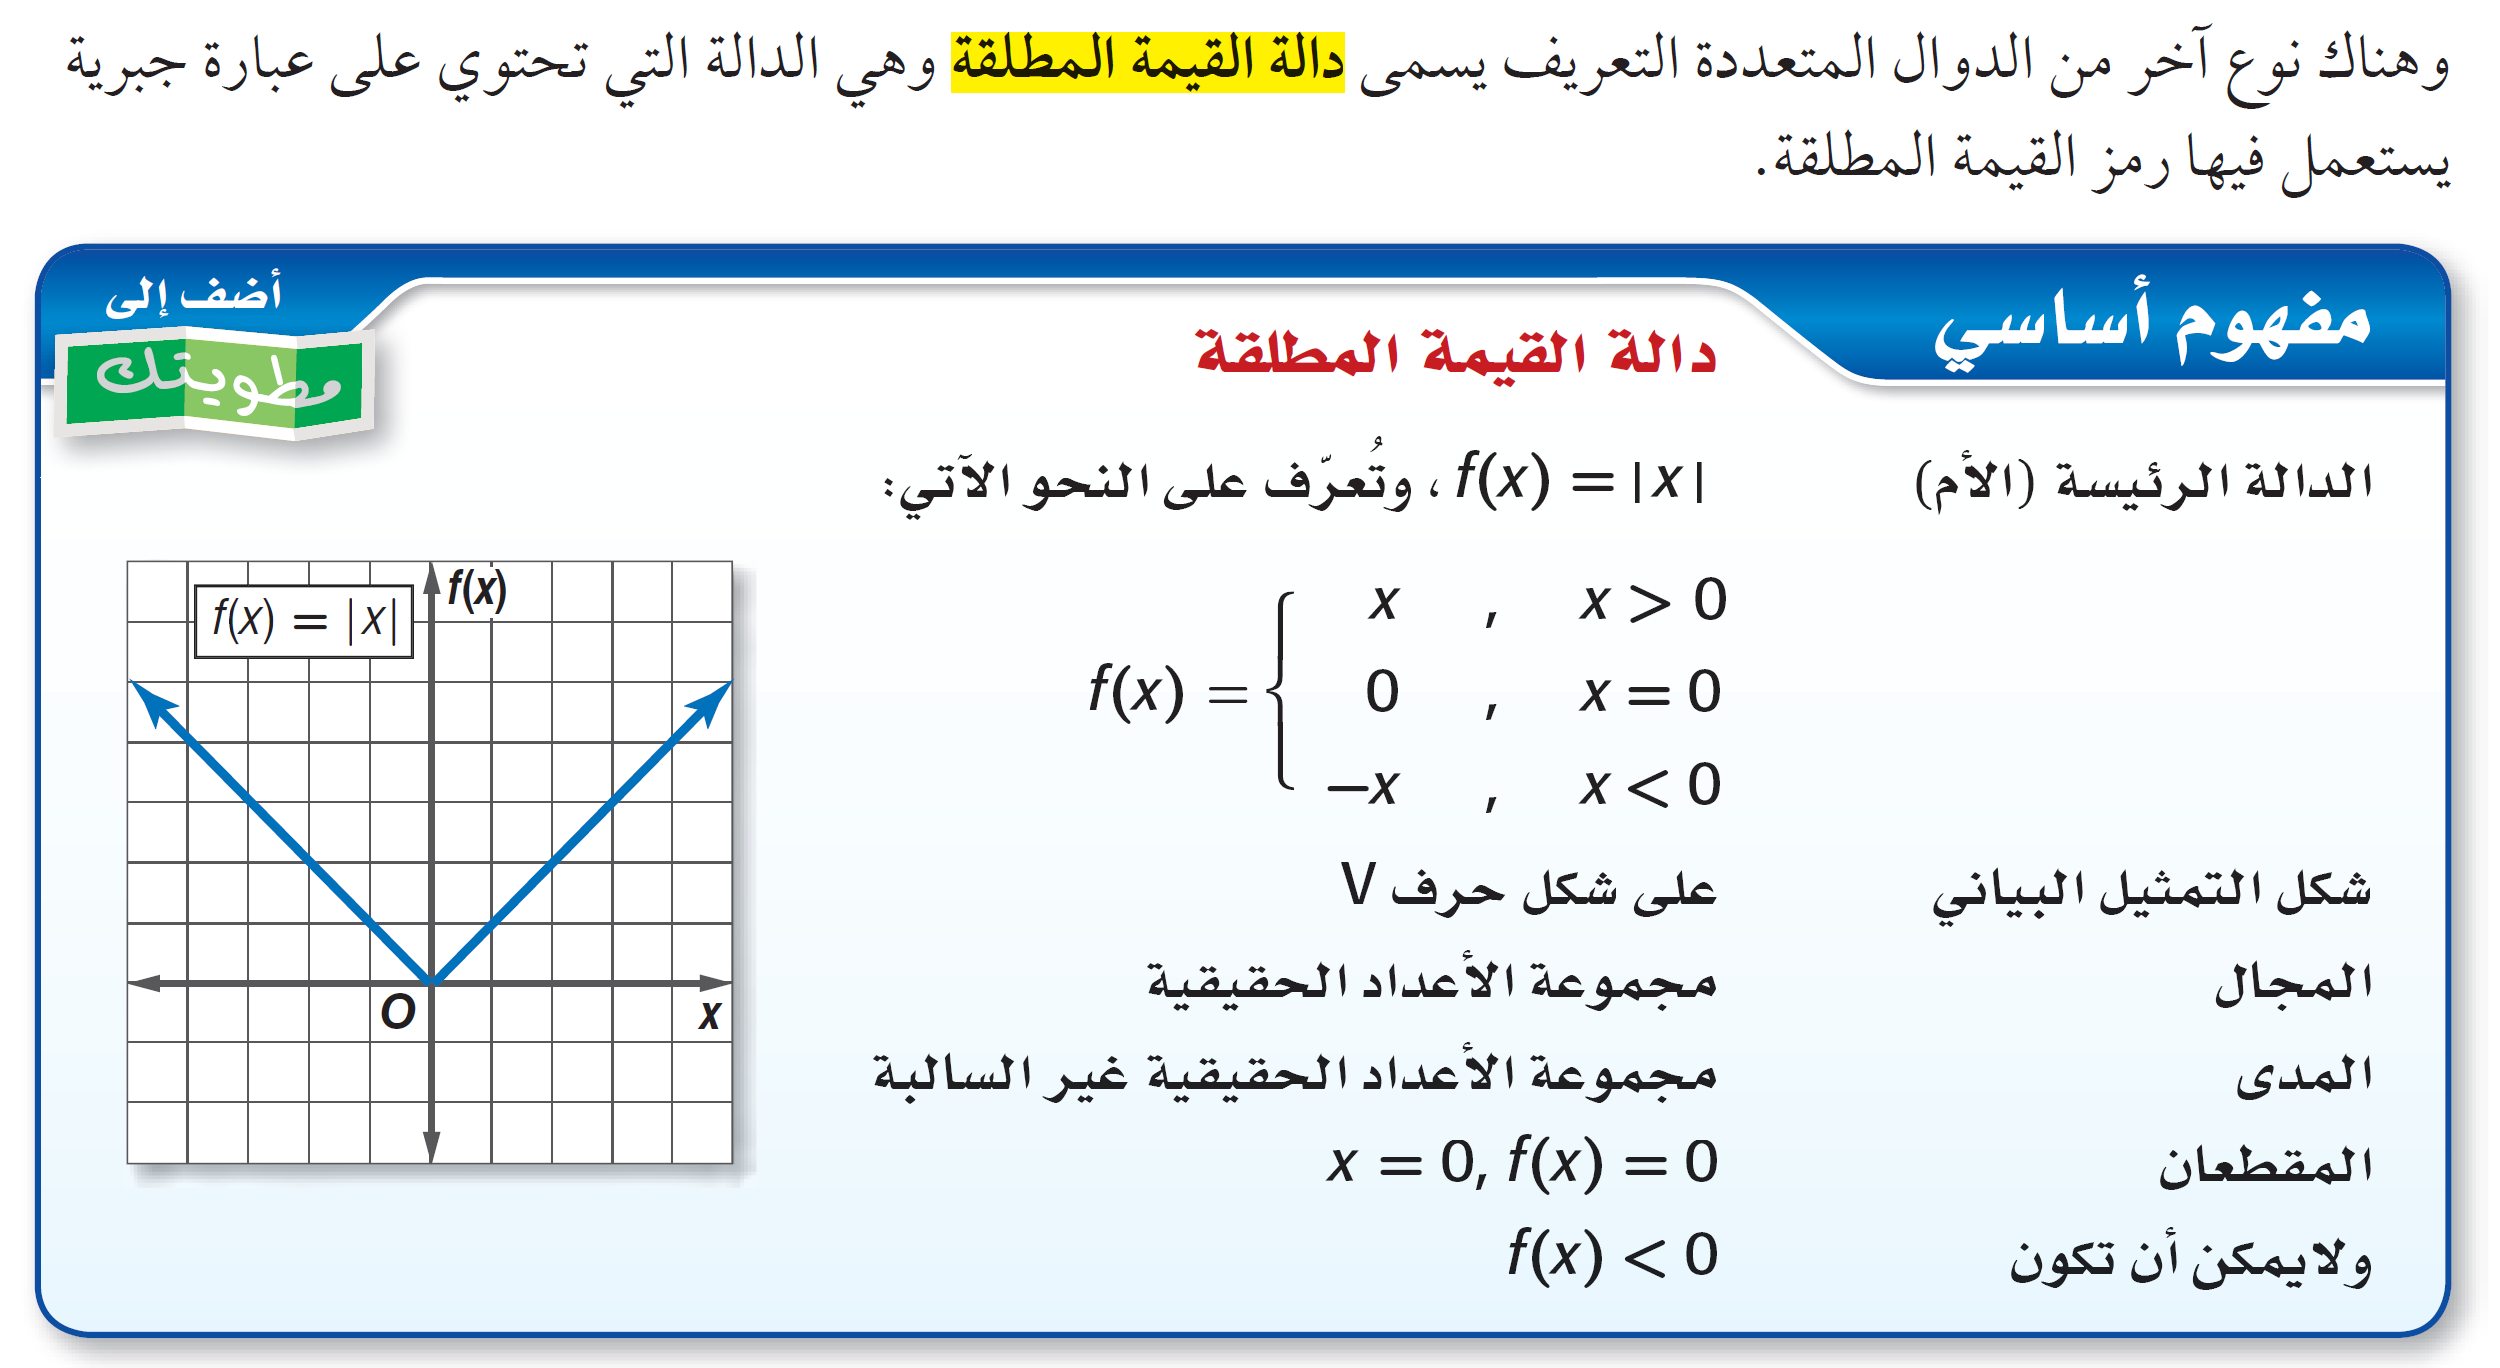 وهناك نوع آخر من الدوال المتعددة التعريف يسمى دالة القيمة المطلقة وهي الدالة التي تحتوي على عبارة جبرية
يستعمل فيها رمز القيمة المطلقة.
مفهوم أساسي
دالة القيمة المطلقة
أضف إلى
مطويتك
الدالة الرئيسة (الأم) f(x) = |x| ، وتُعرّف على النحو الآتي:
x , x > 0
f(x) = { 0 , x = 0
−x , x < 0
شكل التمثيل البياني على شكل حرف V
المجال مجموعة الأعداد الحقيقية
المدى مجموعة الأعداد الحقيقية غير السالبة
المقطعان x = 0, f(x) = 0
ولايمكن أن تكون f(x) < 0
f(x)
f(x) = |x|
O
x